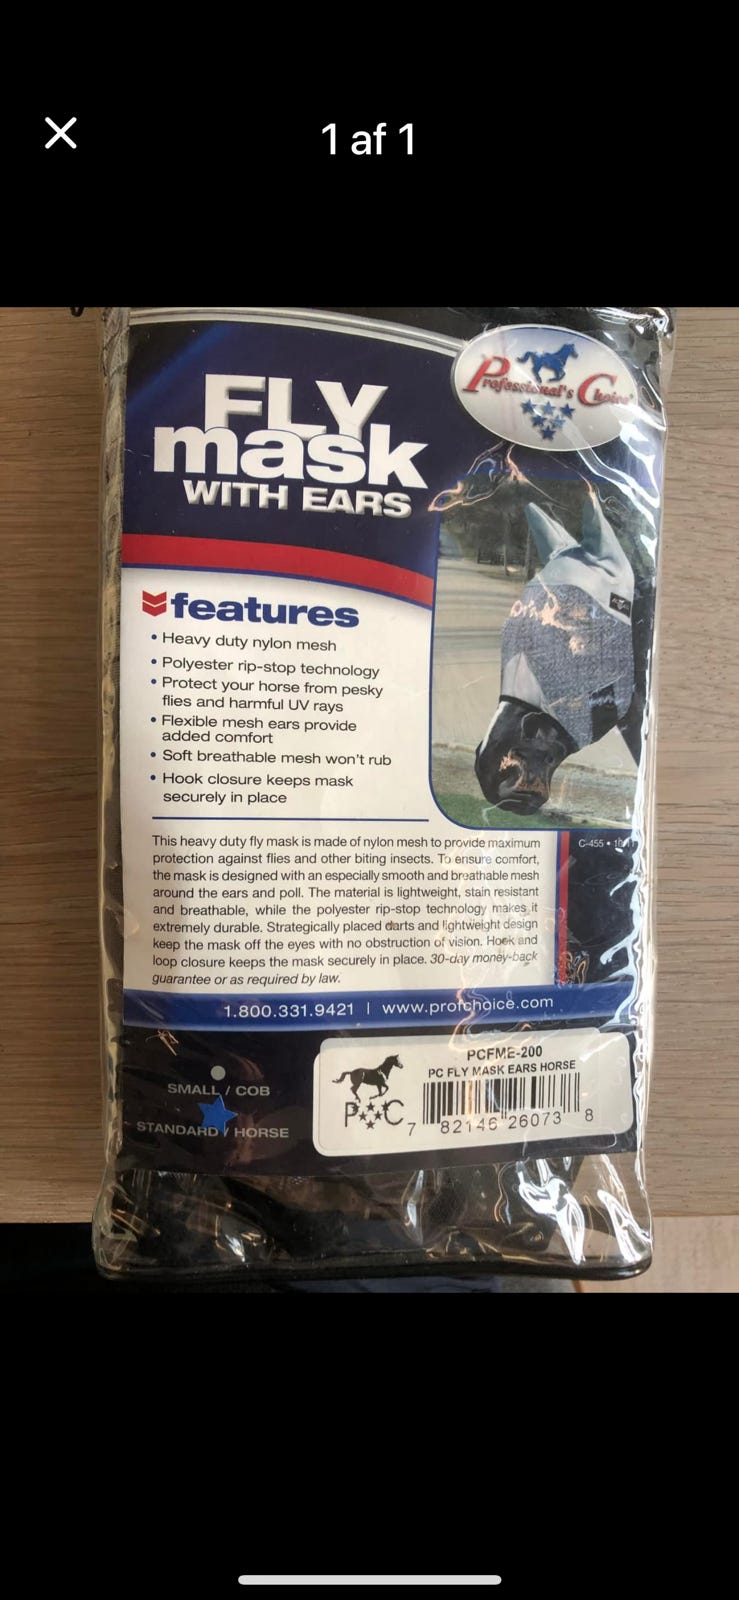 1 af 1
FLY
mask
WITH EARS
Professional's Choice
features
• Heavy duty nylon mesh
• Polyester rip-stop technology
• Protect your horse from pesky
flies and harmful UV rays
• Flexible mesh ears provide
added comfort
• Soft breathable mesh won't rub
• Hook closure keeps mask
securely in place
This heavy duty fly mask is made of nylon mesh to provide maximum
protection against flies and other biting insects. To ensure comfort,
the mask is designed with an especially smooth and breathable mesh
around the ears and poll. The material is lightweight, stain resistant
and breathable, while the polyester rip-stop technology makes it
extremely durable. Strategically placed darts and lightweight design
keep the mask off the eyes with no obstruction of vision. Hook and
loop closure keeps the mask securely in place. 30-day money-back
guarantee or as required by law.
C-455 •
1.800.331.9421 | www.profchoice.com
SMALL / COB
STANDARD / HORSE
PCFME-200
PC FLY MASK EARS HORSE
P C
7 82146 26073 8